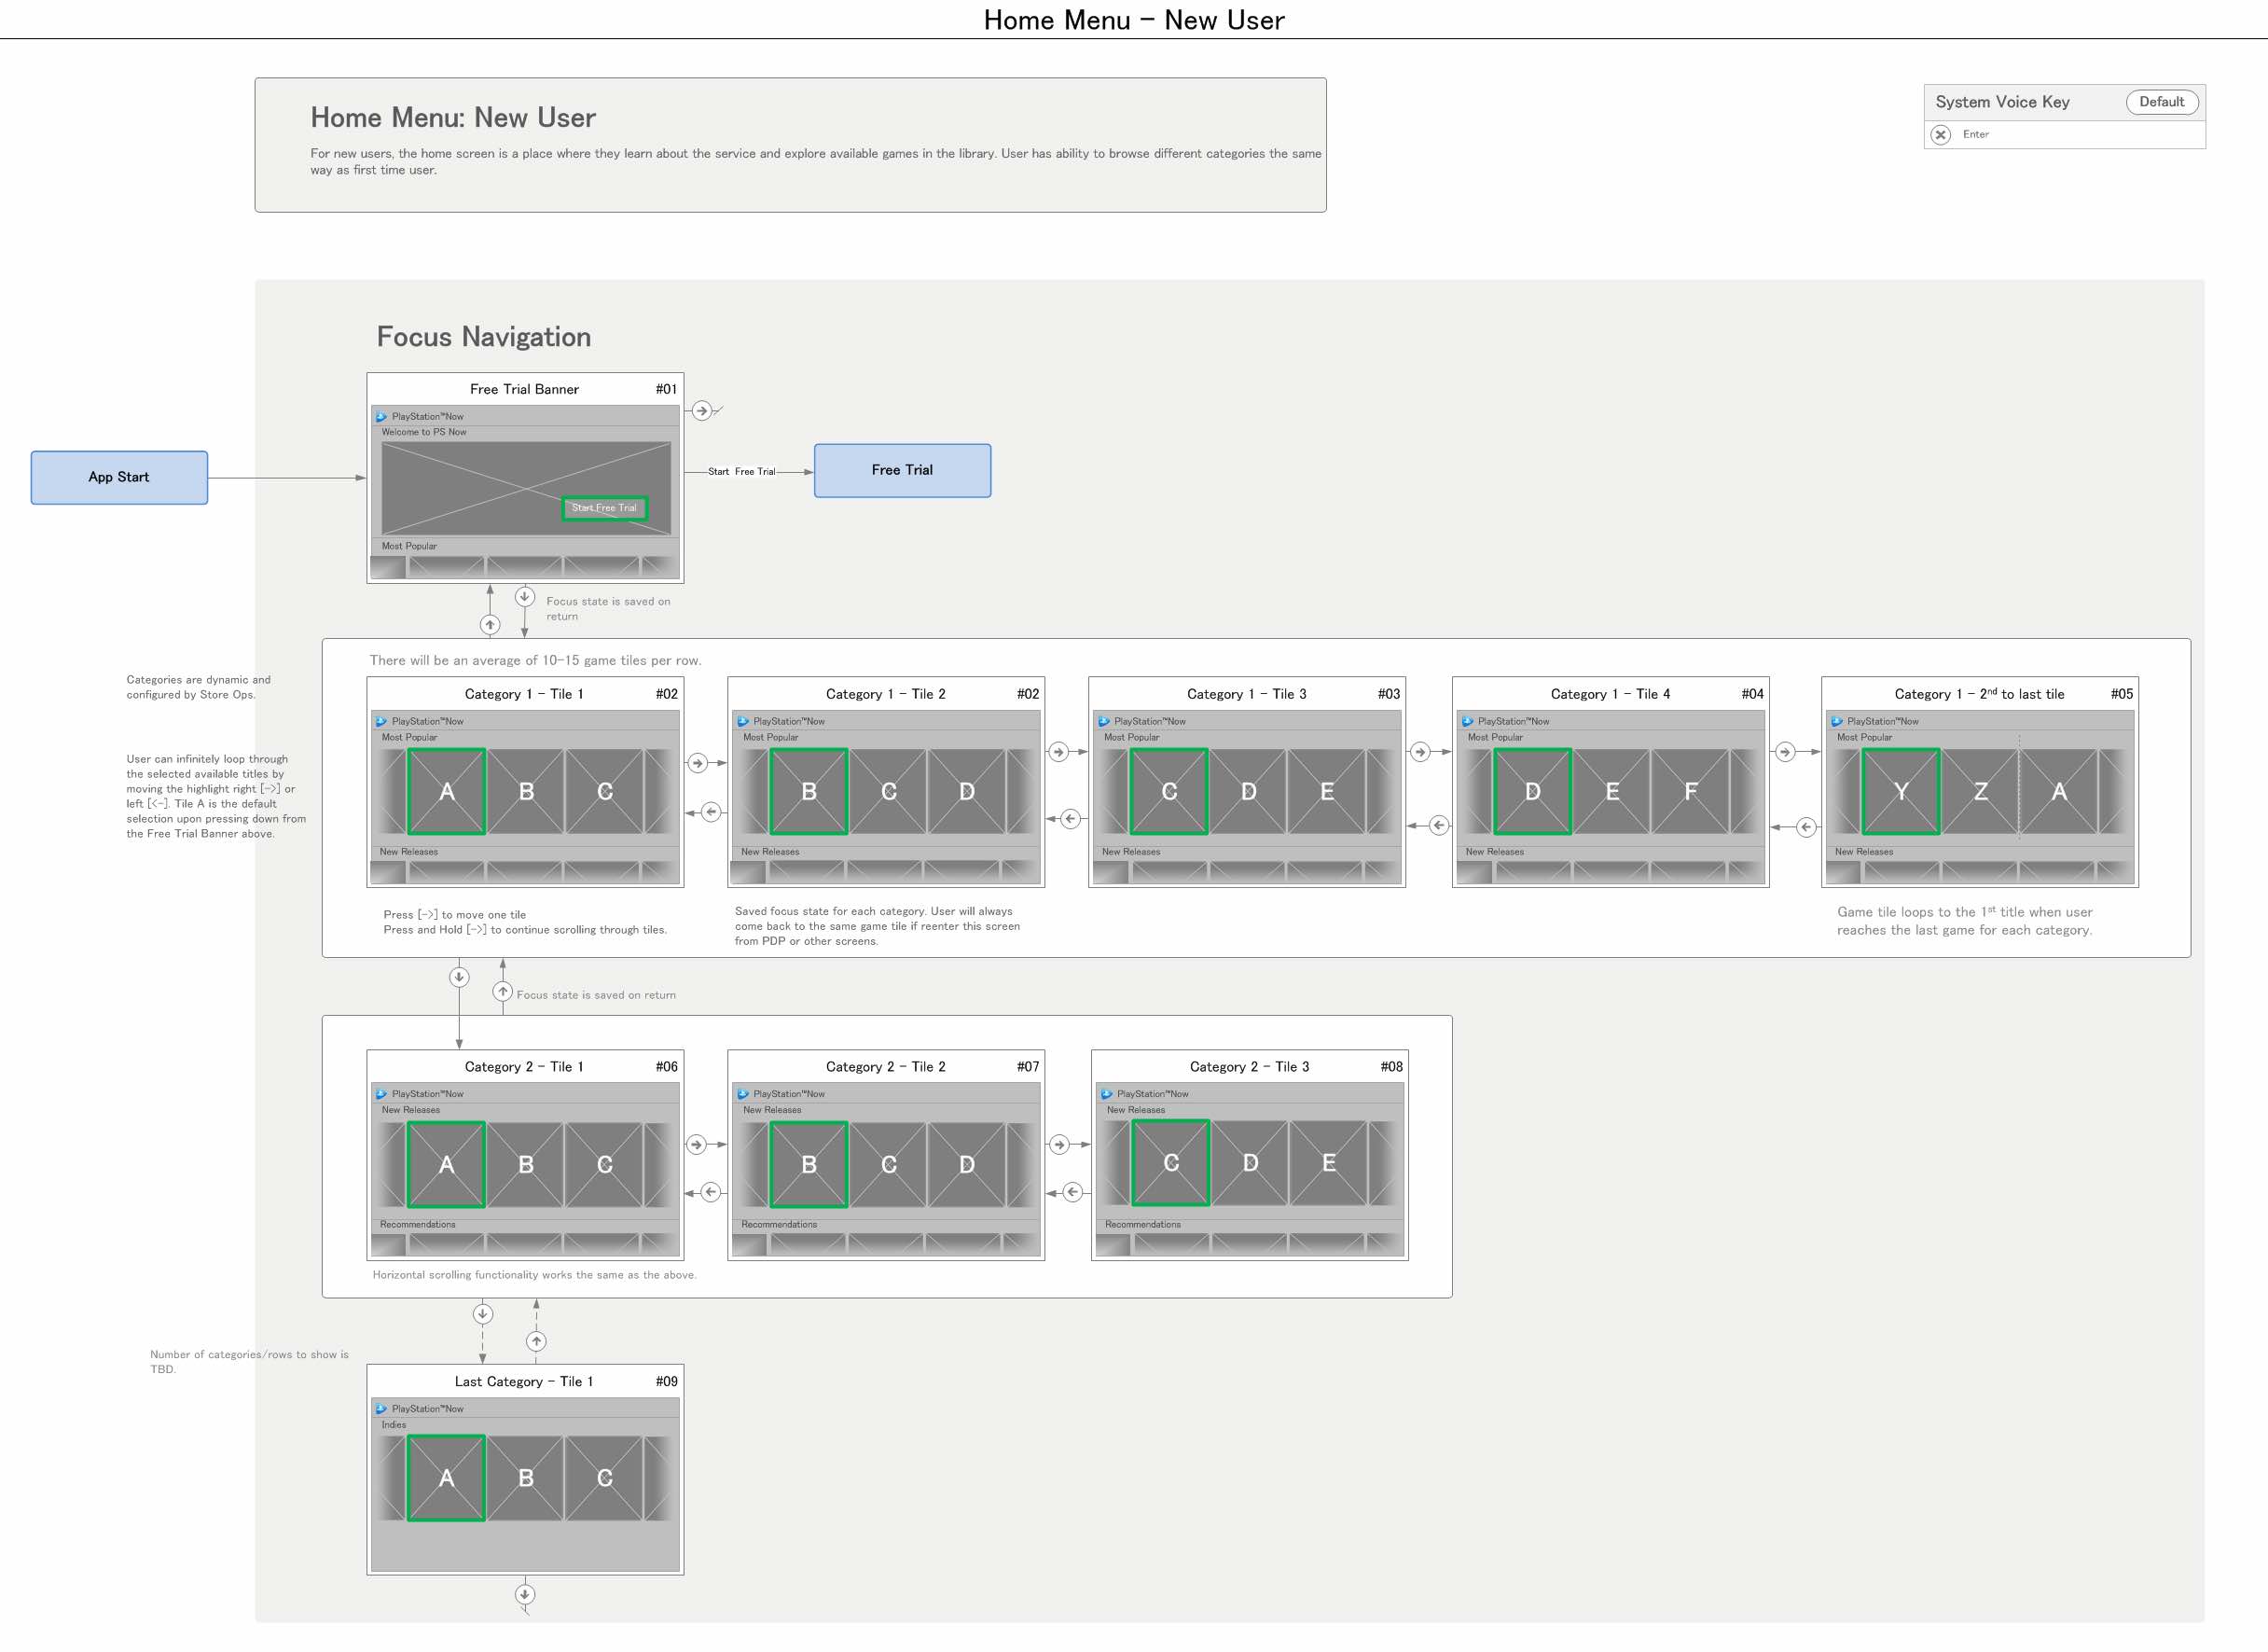 Home Menu - New User
Home Menu: New User
For new users, the home screen is a place where they learn about the service and explore available games in the library. User has ability to browse different categories the same
way as first time user.
System Voice Key
Default
Enter
Focus Navigation
Free Trial Banner #01
PlayStation™Now
Welcome to PS Now
Start Free Trial
Most Popular
App Start
Start Free Trial
Free Trial
Focus state is saved on
return
Categories are dynamic and
configured by Store Ops.
User can infinitely loop through
the selected available titles by
moving the highlight right [->] or
left [<-]. Tile A is the default
selection upon pressing down from
the Free Trial Banner above.
There will be an average of 10-15 game tiles per row.
Category 1 - Tile 1 #02
PlayStation™Now
Most Popular
A B C
New Releases
Press [->] to move one tile
Press and Hold [->] to continue scrolling through tiles.
Category 1 - Tile 2 #02
PlayStation™Now
Most Popular
B C D
New Releases
Saved focus state for each category. User will always
come back to the same game tile if reenter this screen
from PDP or other screens.
Category 1 - Tile 3 #03
PlayStation™Now
Most Popular
C D E
New Releases
Category 1 - Tile 4 #04
PlayStation™Now
Most Popular
D E F
New Releases
Category 1 - 2nd to last tile #05
PlayStation™Now
Most Popular
Y Z A
New Releases
Game tile loops to the 1st title when user
reaches the last game for each category.
Focus state is saved on return
Category 2 - Tile 1 #06
PlayStation™Now
New Releases
A B C
Recommendations
Category 2 - Tile 2 #07
PlayStation™Now
New Releases
B C D
Recommendations
Category 2 - Tile 3 #08
PlayStation™Now
New Releases
C D E
Recommendations
Horizontal scrolling functionality works the same as the above.
Number of categories/rows to show is
TBD.
Last Category - Tile 1 #09
PlayStation™Now
Indies
A B C